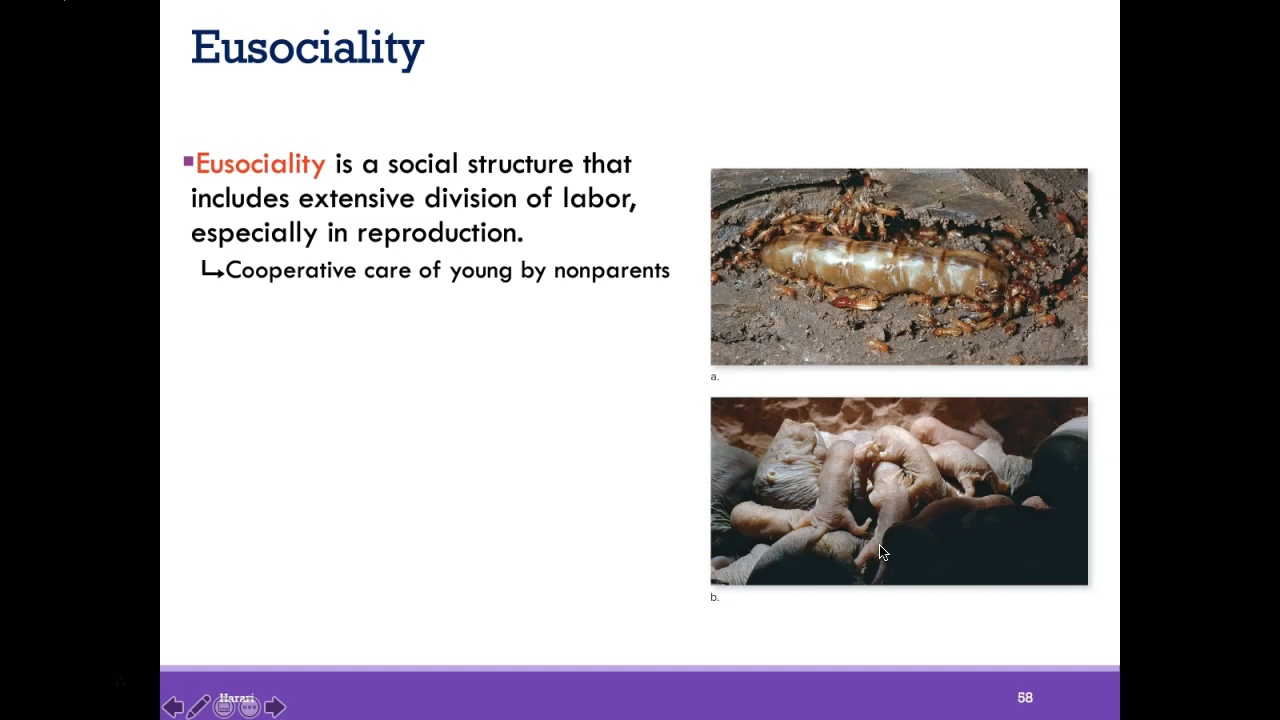 Eusociality
Eusociality is a social structure that
includes extensive division of labor,
especially in reproduction.
Cooperative care of young by nonparents
a.
b.
Harari
58